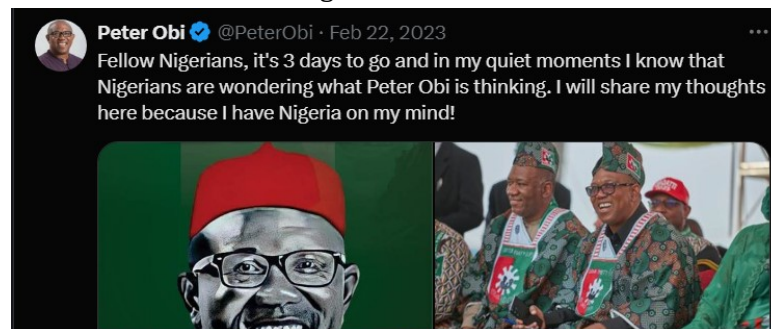 Peter Obi @PeterObi · Feb 22, 2023
Fellow Nigerians, it's 3 days to go and in my quiet moments I know that
Nigerians are wondering what Peter Obi is thinking. I will share my thoughts
here because I have Nigeria on my mind!